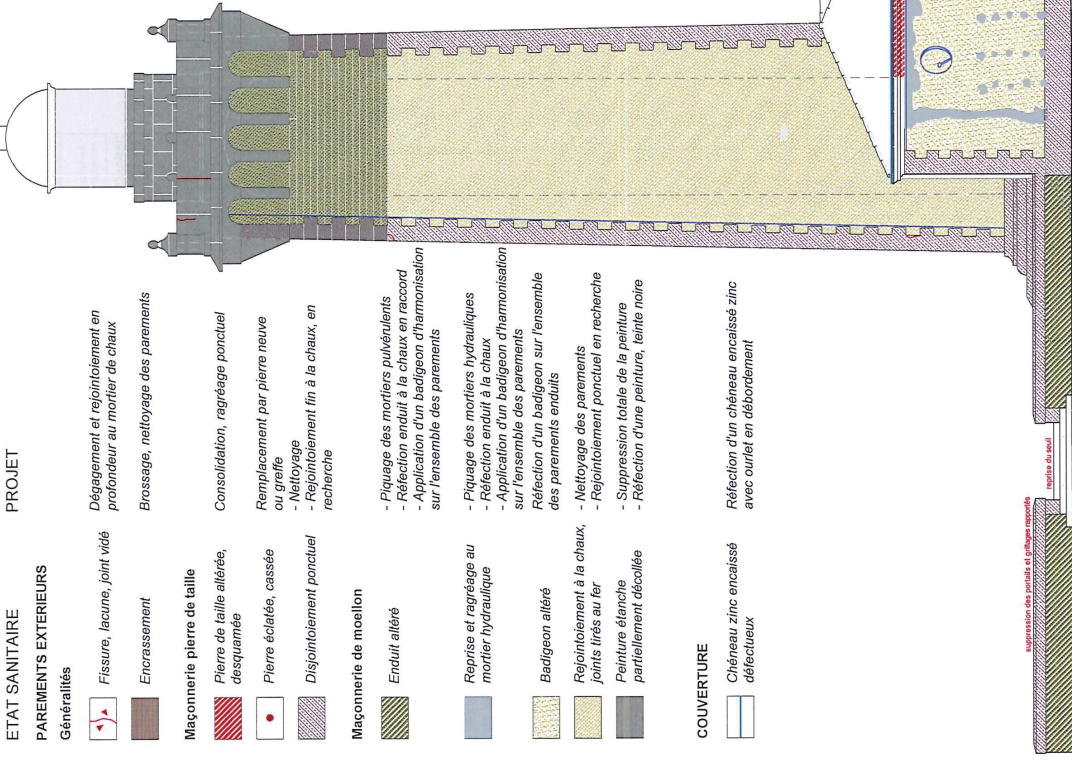 ETAT SANITAIRE
PROJET
PAREMENTS EXTERIEURS
Généralités
Fissure, lacune, joint vidé
Dégagement et rejointoiement en
profondeur au mortier de chaux
Encrassement
Brossage, nettoyage des parements
Maçonnerie pierre de taille
Pierre de taille altérée,
desquamée
Consolidation, ragréage ponctuel
Pierre éclatée, cassée
Remplacement par pierre neuve
ou greffe
Disjointoiement ponctuel
- Nettoyage
- Rejointoiement fin à la chaux, en
recherche
Maçonnerie de moellon
Enduit altéré
- Piquage des mortiers pulvérulents
- Réfection enduit à la chaux en raccord
- Application d'un badigeon d'harmonisation
sur l'ensemble des parements
Reprise et ragréage au
mortier hydraulique
- Piquage des mortiers hydrauliques
- Réfection enduit à la chaux
- Application d'un badigeon d'harmonisation
sur l'ensemble des parements
Badigeon altéré
Réfection d'un badigeon sur l'ensemble
des parements enduits
Rejointoiement à la chaux,
joints tirés au fer
- Nettoyage des parements
- Rejointoiement ponctuel en recherche
Peinture étanche
partiellement décollée
- Suppression totale de la peinture
- Réfection d'une peinture, teinte noire
COUVERTURE
Chéneau zinc encaissé
défectueux
Réfection d'un chéneau encaissé zinc
avec ourlet en débordement
suppression des portails et grillages rapportés
reprise du seuil